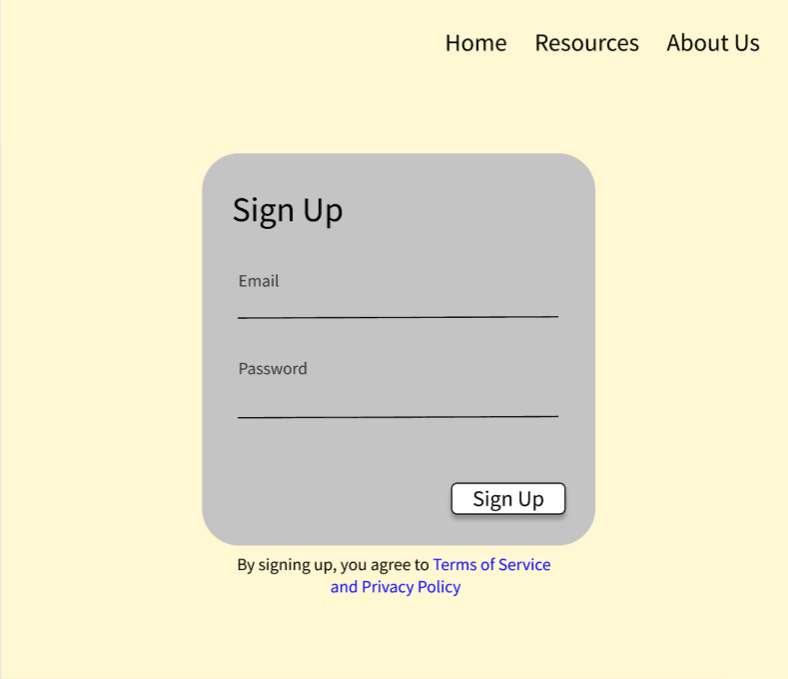 Home Resources About Us
Sign Up
Email
Password
Sign Up
By signing up, you agree to Terms of Service
and Privacy Policy